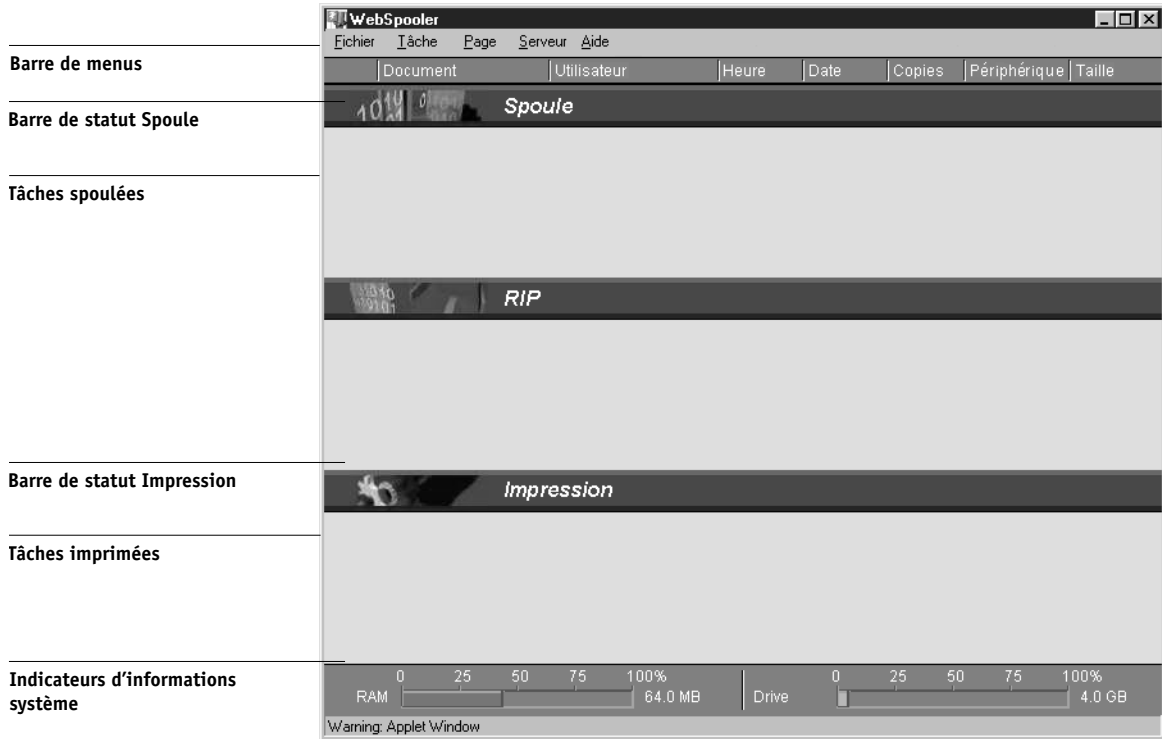 WebSpooler
Fichier Tâche Page Serveur Aide
Barre de menus
Document Utilisateur Heure Date Copies Périphérique Taille
Spoule
Barre de statut Spoule
Tâches spoulées
RIP
Barre de statut Impression
Impression
Tâches imprimées
0 25 50 75 100% 0 25 50 75 100%
RAM 64.0 MB Drive 4.0 GB
Indicateurs d'informations
système
Warning: Applet Window